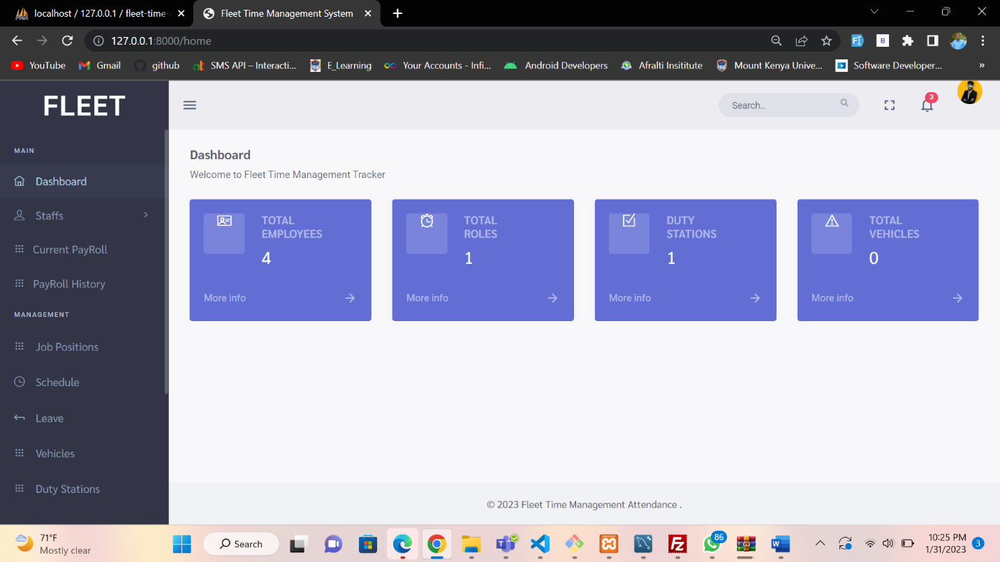 localhost / 127.0.0.1 / fleet-time-
Fleet Time Management System
127.0.0.1:8000/home
YouTube
Gmail
github
SMS API – Interacti...
E_Learning
Your Accounts - Infi...
Android Developers
Afralti Insititute
Mount Kenya Unive...
Software Developer...
»
FLEET
Search..
3
MAIN
Dashboard
Staffs
Current PayRoll
PayRoll History
MANAGEMENT
Job Positions
Schedule
Leave
Vehicles
Duty Stations
Dashboard
Welcome to Fleet Time Management Tracker
TOTAL
EMPLOYEES
4
More info
TOTAL
ROLES
1
More info
DUTY
STATIONS
1
More info
TOTAL
VEHICLES
0
More info
© 2023 Fleet Time Management Attendance .
71°F
Mostly clear
Search
86
10:25 PM
1/31/2023
3